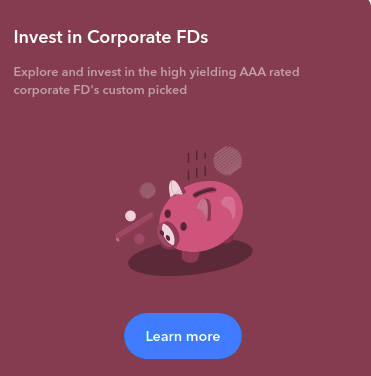 Invest in Corporate FDs
Explore and invest in the high yielding AAA rated
corporate FD's custom picked
Learn more